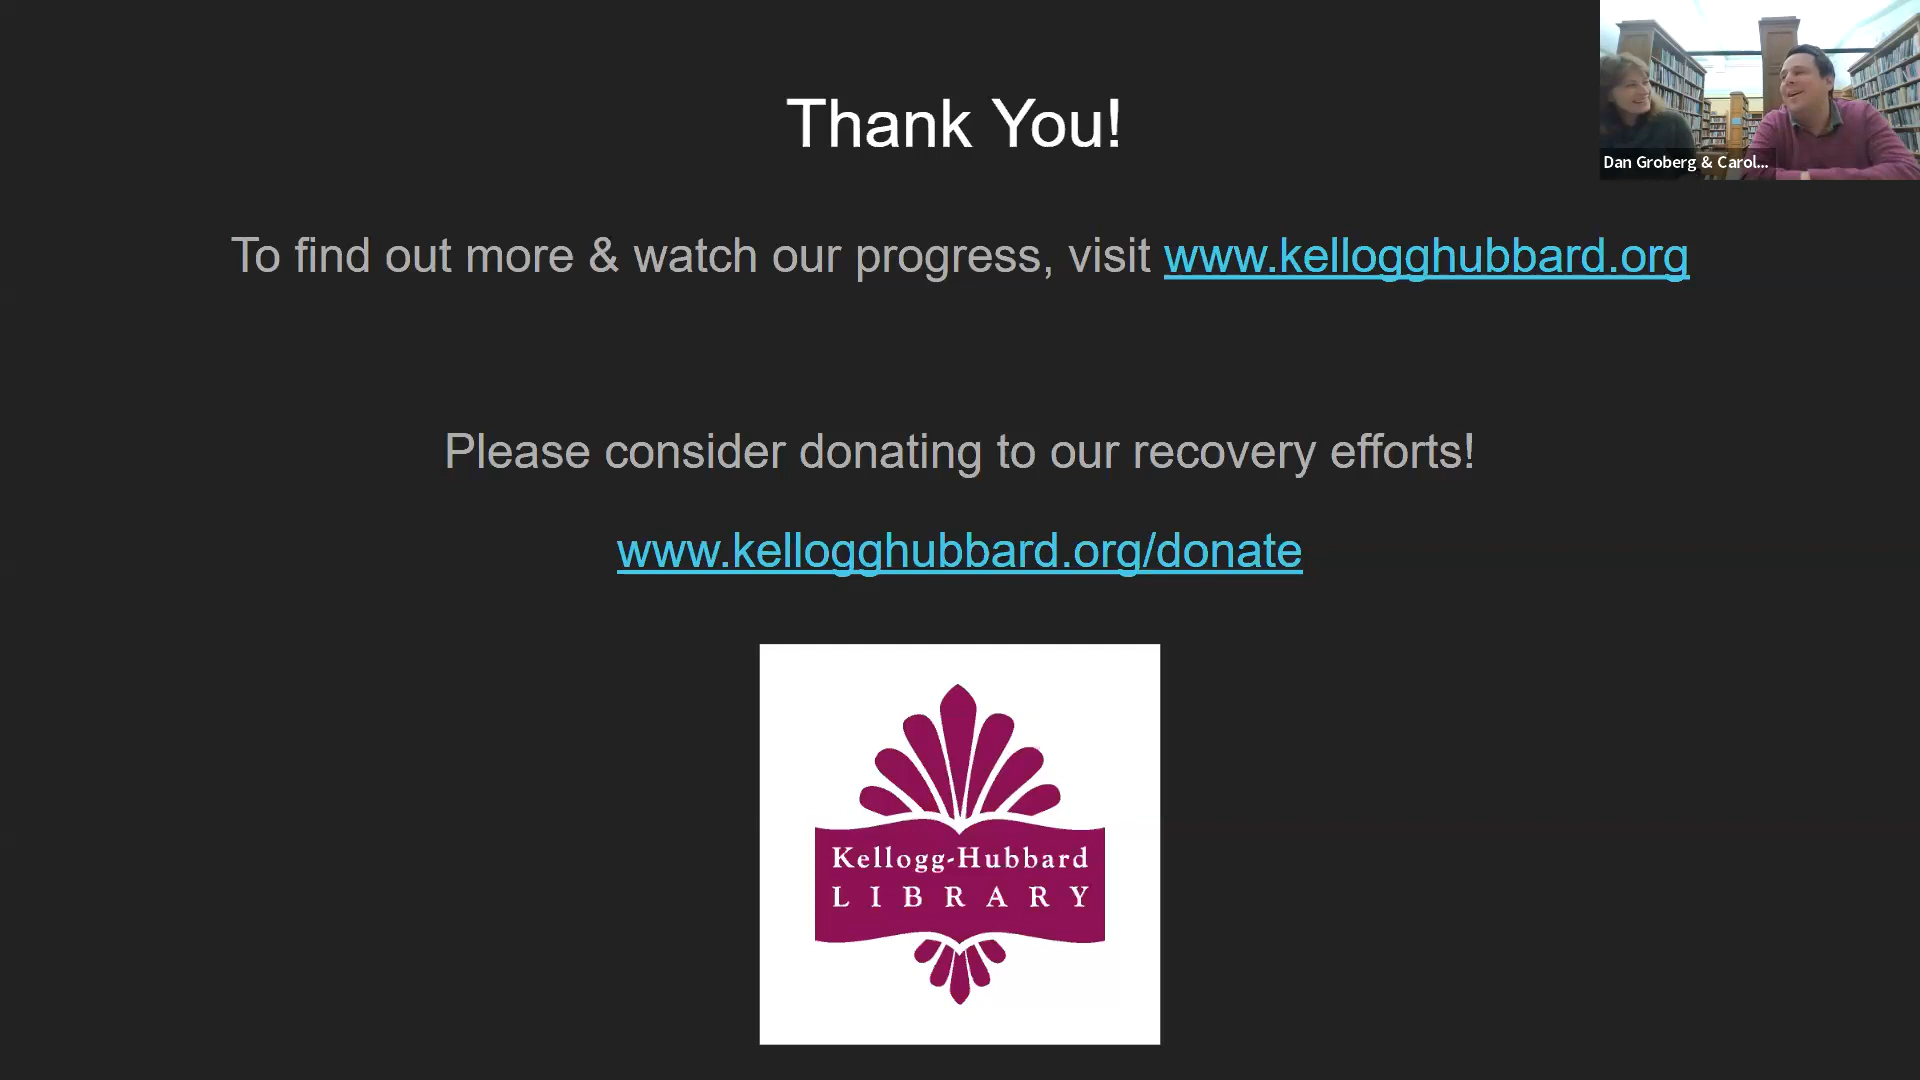 Thank You!
Dan Groberg & Carol...
To find out more & watch our progress, visit www.kellogghubbard.org
Please consider donating to our recovery efforts!
www.kellogghubbard.org/donate
Kellogg-Hubbard
LIBRARY